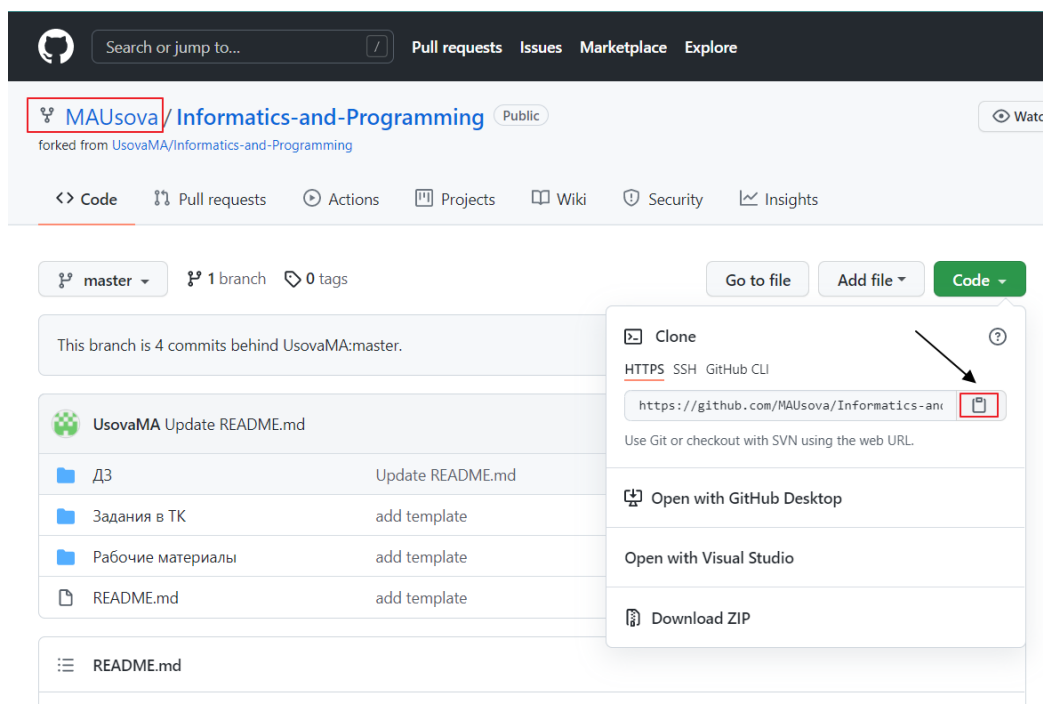 Search or jump to... / Pull requests Issues Marketplace Explore
MAUsova / Informatics-and-Programming Public
forked from UsovaMA/Informatics-and-Programming
Code Pull requests Actions Projects Wiki Security Insights
master 1 branch 0 tags Go to file Add file Code
This branch is 4 commits behind UsovaMA:master.
UsovaMA Update README.md
ДЗ Update README.md
Задания в ТК add template
Рабочие материалы add template
README.md add template
README.md
Clone
HTTPS SSH GitHub CLI
https://github.com/MAUsova/Informatics-
Use Git or checkout with SVN using the web URL.
Open with GitHub Desktop
Open with Visual Studio
Download ZIP